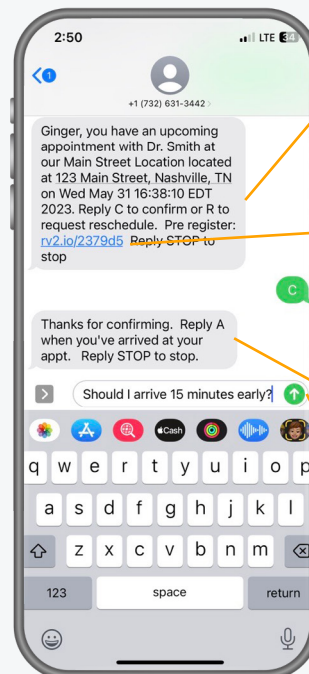 2:50
LTE 34
1
+1 (732) 631-3442 >
Ginger, you have an upcoming
appointment with Dr. Smith at
our Main Street Location located
at 123 Main Street, Nashville, TN
on Wed May 31 16:38:10 EDT
2023. Reply C to confirm or R to
request reschedule. Pre register:
rv2.io/2379d5 Reply STOP to
stop
C
Thanks for confirming. Reply A
when you've arrived at your
appt. Reply STOP to stop.
Should I arrive 15 minutes early?
Cash
q w e r t y u i o p
a s d f g h j k l
z x c v b n m
123 space return